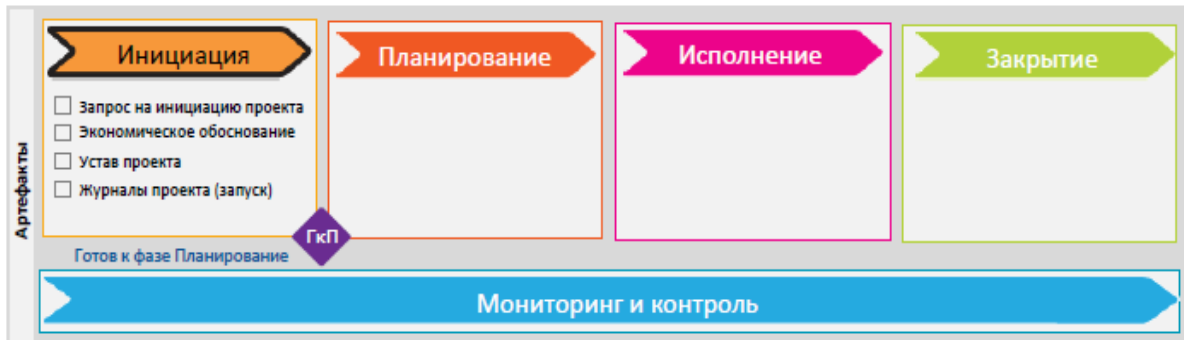 Артефакты
Инициация
Запрос на инициацию проекта
Экономическое обоснование
Устав проекта
Журналы проекта (запуск)
Готов к фазе Планирование
ГкП
Планирование
Исполнение
Закрытие
Мониторинг и контроль